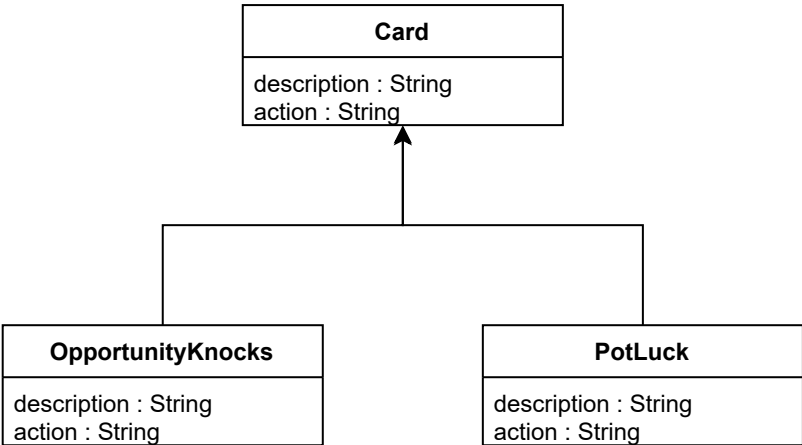 Card
description : String
action : String
OpportunityKnocks
description : String
action : String
PotLuck
description : String
action : String